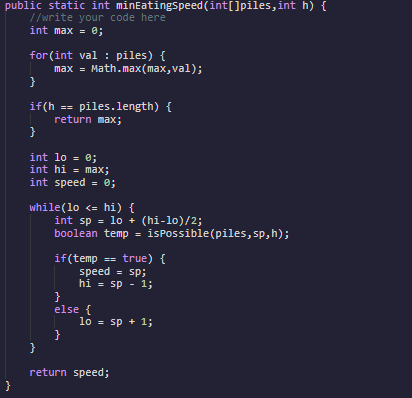 public static int minEatingSpeed(int[]piles,int h) {
    //write your code here
    int max = 0;

    for(int val : piles) {
        max = Math.max(max,val);
    }

    if(h == piles.length) {
        return max;
    }

    int lo = 0;
    int hi = max;
    int speed = 0;

    while(lo <= hi) {
        int sp = lo + (hi-lo)/2;
        boolean temp = isPossible(piles,sp,h);

        if(temp == true) {
            speed = sp;
            hi = sp - 1;
        }
        else {
            lo = sp + 1;
        }
    }

    return speed;
}